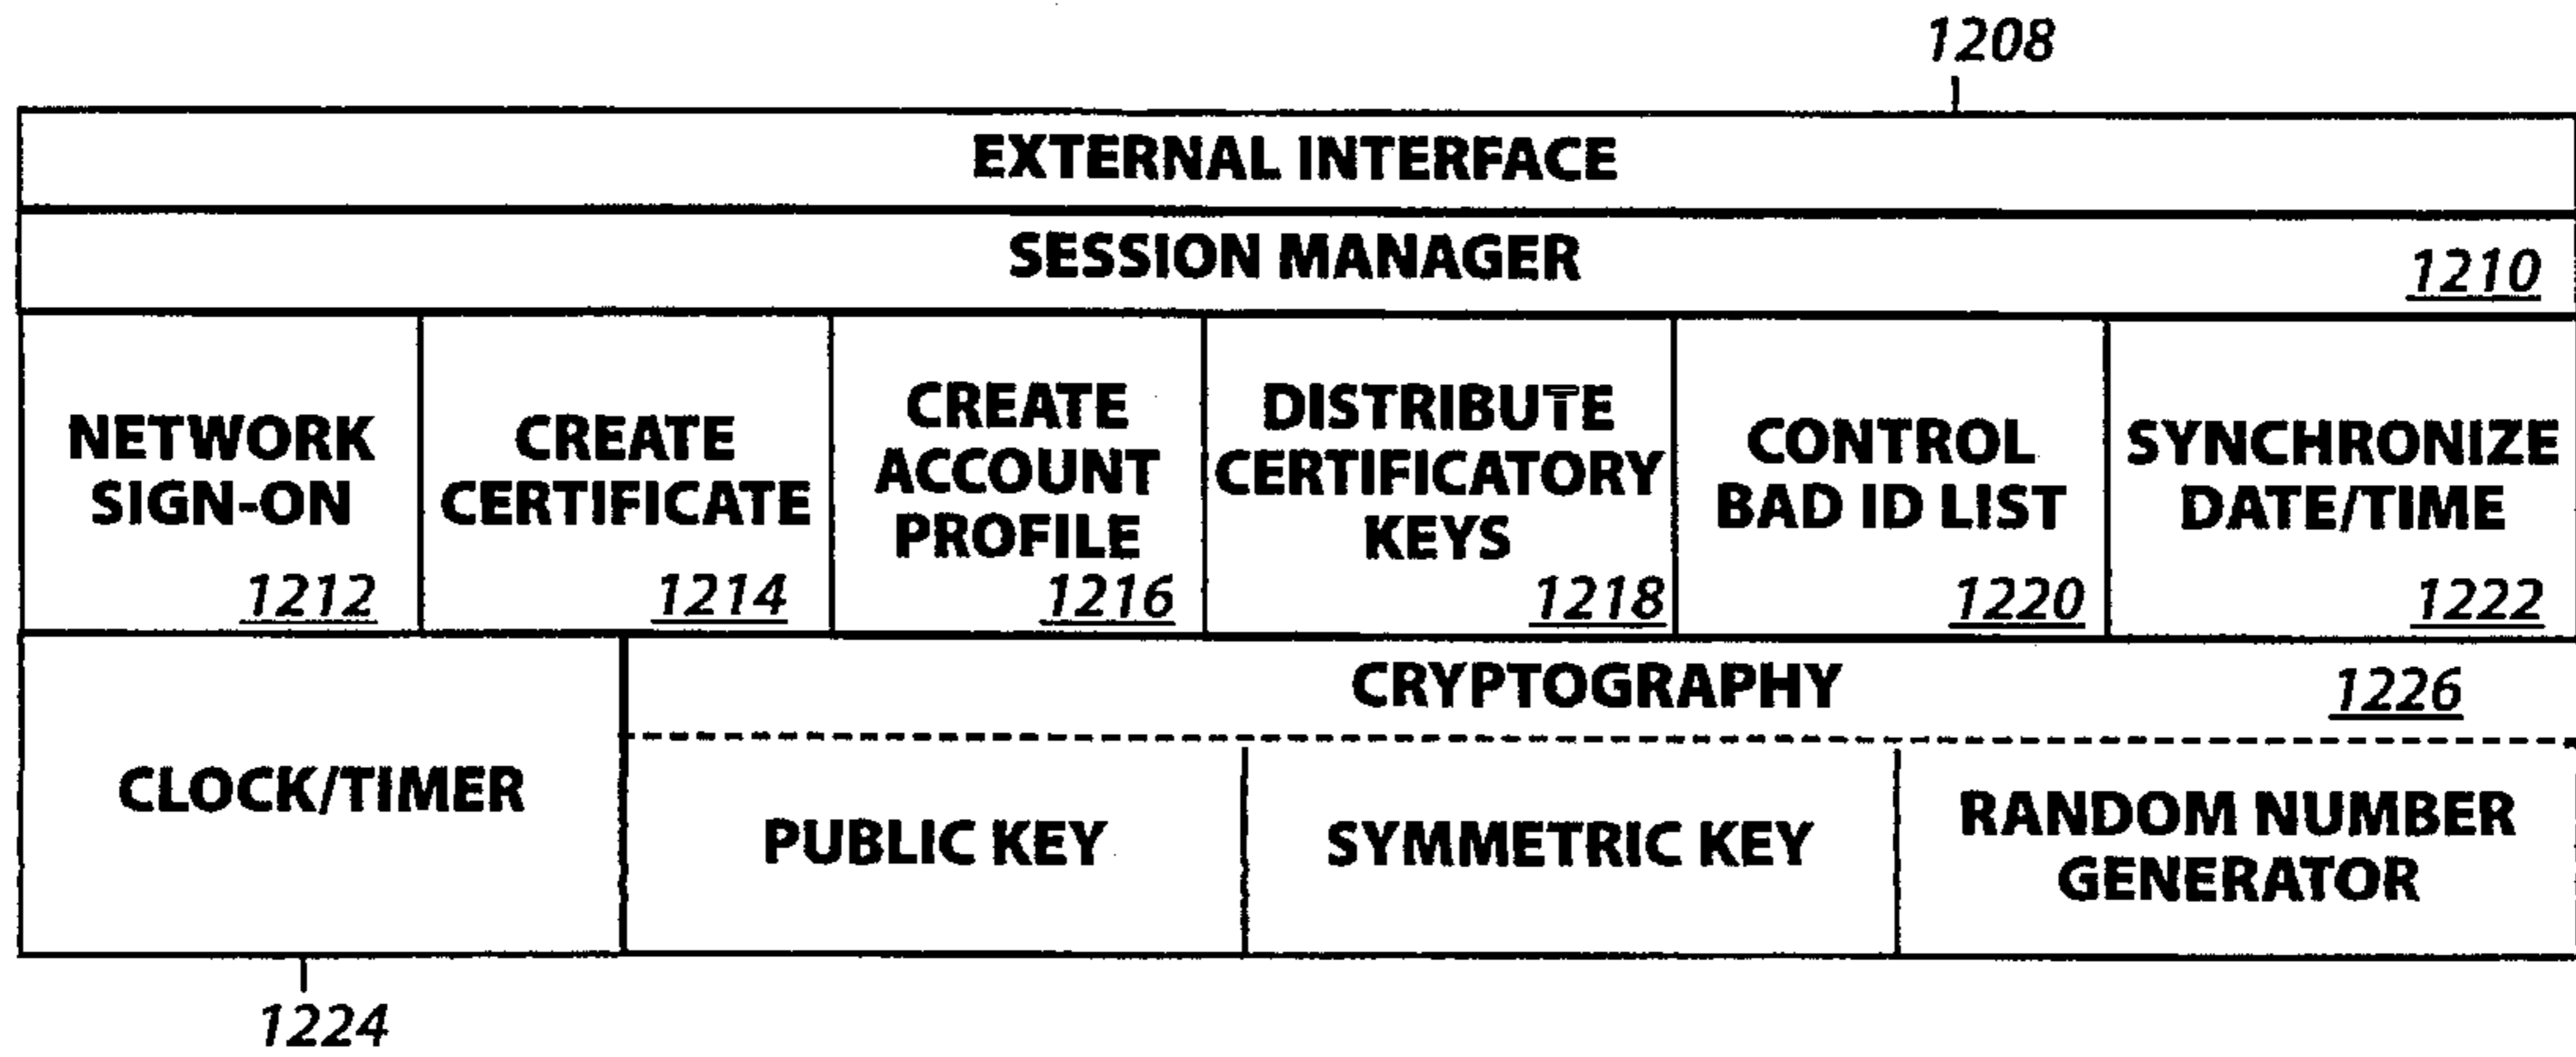 1208
EXTERNAL INTERFACE
SESSION MANAGER
1210
NETWORK
SIGN-ON
1212
CREATE
CERTIFICATE
1214
CREATE
ACCOUNT
PROFILE
1216
DISTRIBUTE
CERTIFICATORY
KEYS
1218
CONTROL
BAD ID LIST
1220
SYNCHRONIZE
DATE/TIME
1222
CLOCK/TIMER
1224
CRYPTOGRAPHY
1226
PUBLIC KEY
SYMMETRIC KEY
RANDOM NUMBER
GENERATOR